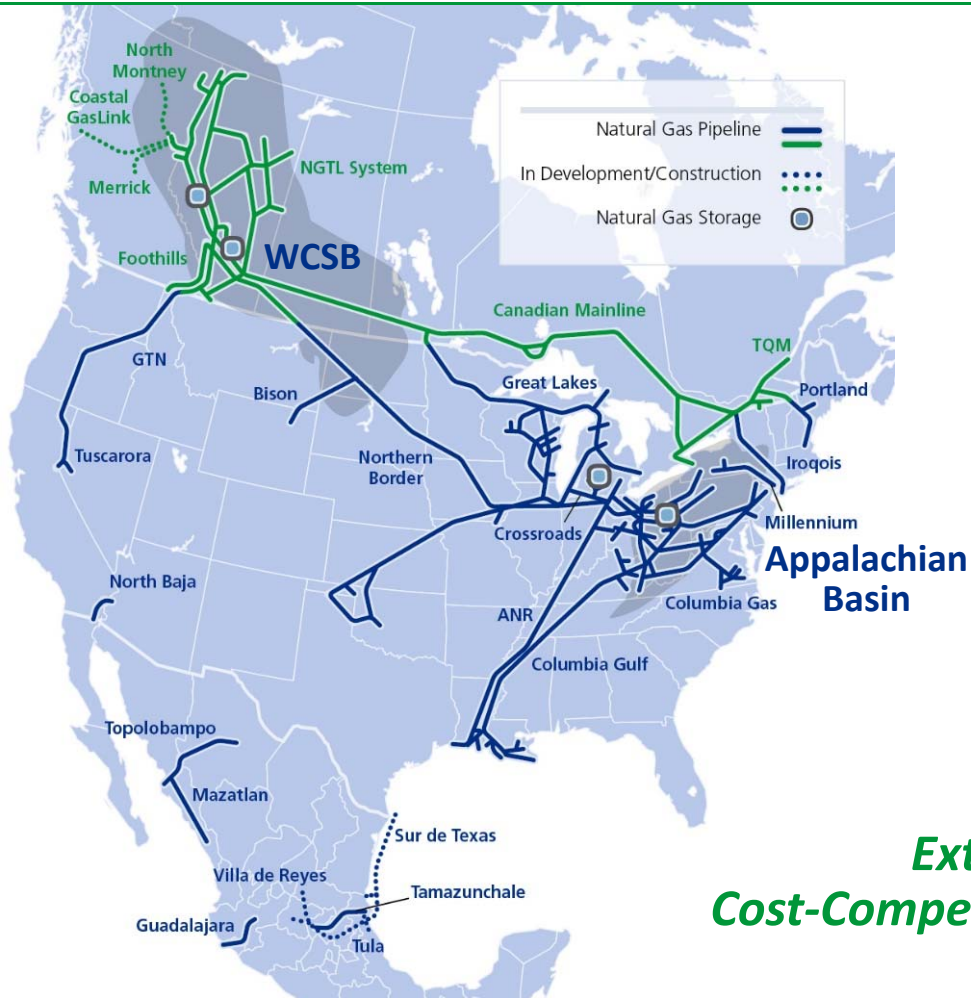 North
Montney
Coastal
GasLink
Merrick
NGTL System
Foothills
WCSB
Natural Gas Pipeline
In Development/Construction
Natural Gas Storage
Canadian Mainline
TQM
GTN
Great Lakes
Portland
Bison
Tuscarora
Northern
Border
Iroqois
Crossroads
Millennium
Appalachian
Basin
North Baja
Columbia Gas
ANR
Columbia Gulf
Topolobampo
Mazatlan
Sur de Texas
Villa de Reyes
Tamazunchale
Guadalajara
Tula
Ext
Cost-Compe